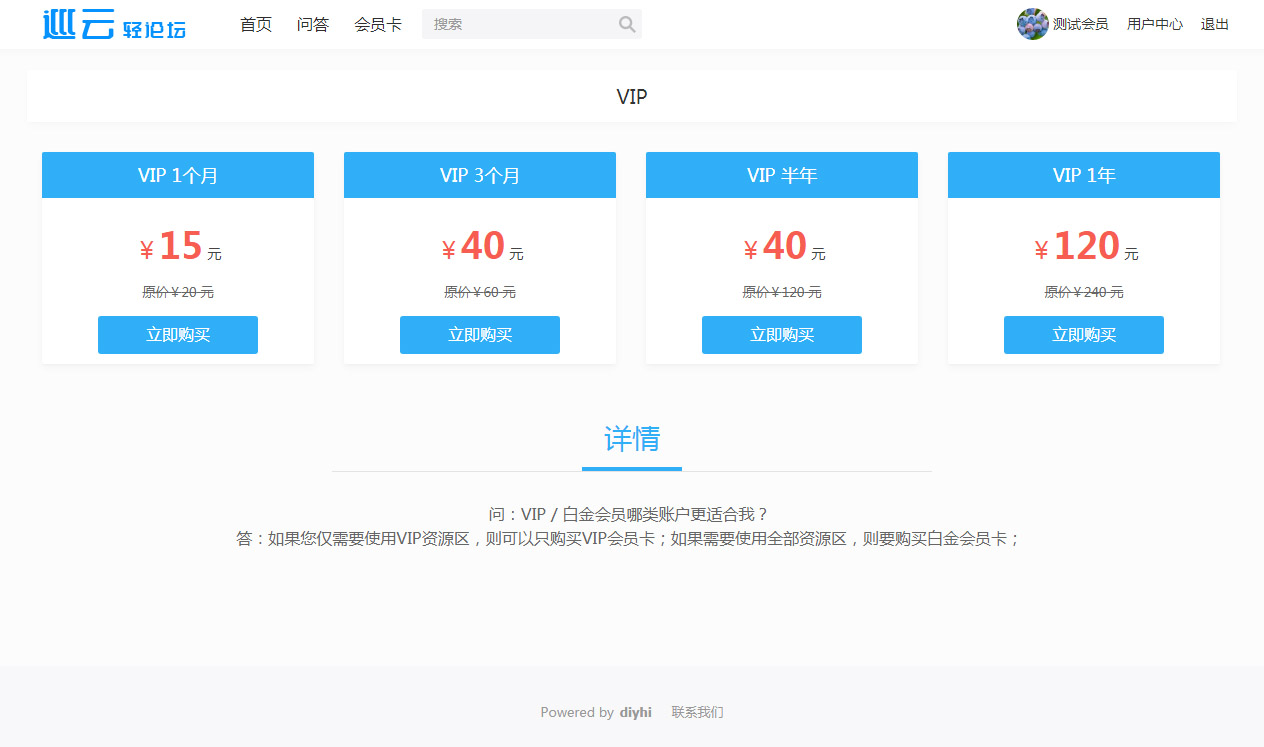 巡云 轻论坛 首页 问答 会员卡 搜索 测试会员 用户中心 退出
VIP
VIP 1个月 VIP 3个月 VIP 半年 VIP 1年
¥ 15 元 ¥ 40 元 ¥ 40 元 ¥ 120 元
原价¥20 元 原价¥60 元 原价¥120 元 原价¥240 元
立即购买 立即购买 立即购买 立即购买
详情
问：VIP / 白金会员哪类账户更适合我？
答：如果您仅需要使用VIP资源区，则可以只购买VIP会员卡；如果需要使用全部资源区，则要购买白金会员卡；
Powered by diyhi 联系我们